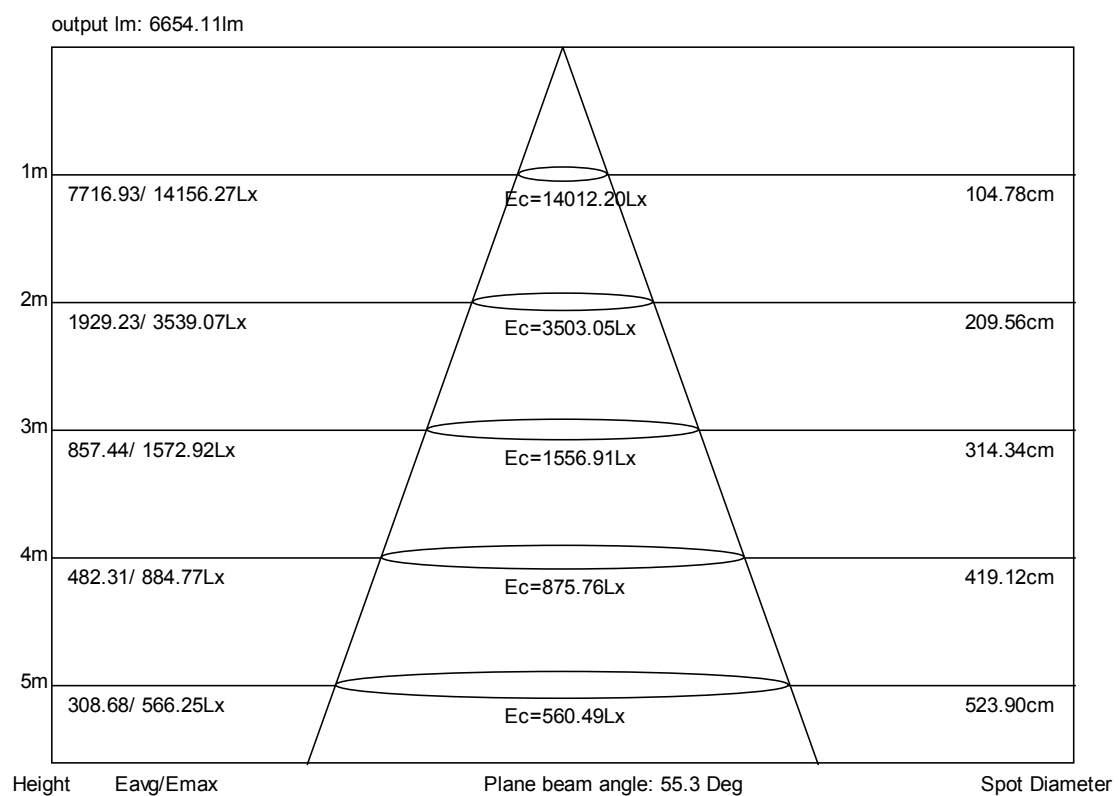 output lm: 6654.11lm
1m
7716.93/ 14156.27Lx
Ec=14012.20Lx
104.78cm
2m
1929.23/ 3539.07Lx
Ec=3503.05Lx
209.56cm
3m
857.44/ 1572.92Lx
Ec=1556.91Lx
314.34cm
4m
482.31/ 884.77Lx
Ec=875.76Lx
419.12cm
5m
308.68/ 566.25Lx
Ec=560.49Lx
523.90cm
Height Eavg/Emax Plane beam angle: 55.3 Deg Spot Diameter